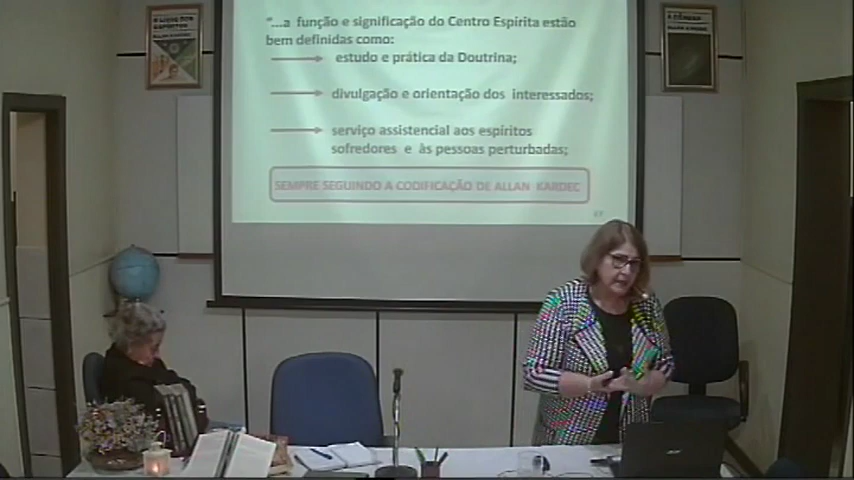 "...a função e significação do Centro Espírita estão
bem definidas como:
estudo e prática da Doutrina;
divulgação e orientação dos interessados;
serviço assistencial aos espíritos
sofredores e às pessoas perturbadas;
SEMPRE SEGUINDO A CODIFICAÇÃO DE ALLAN KARDEC
acer